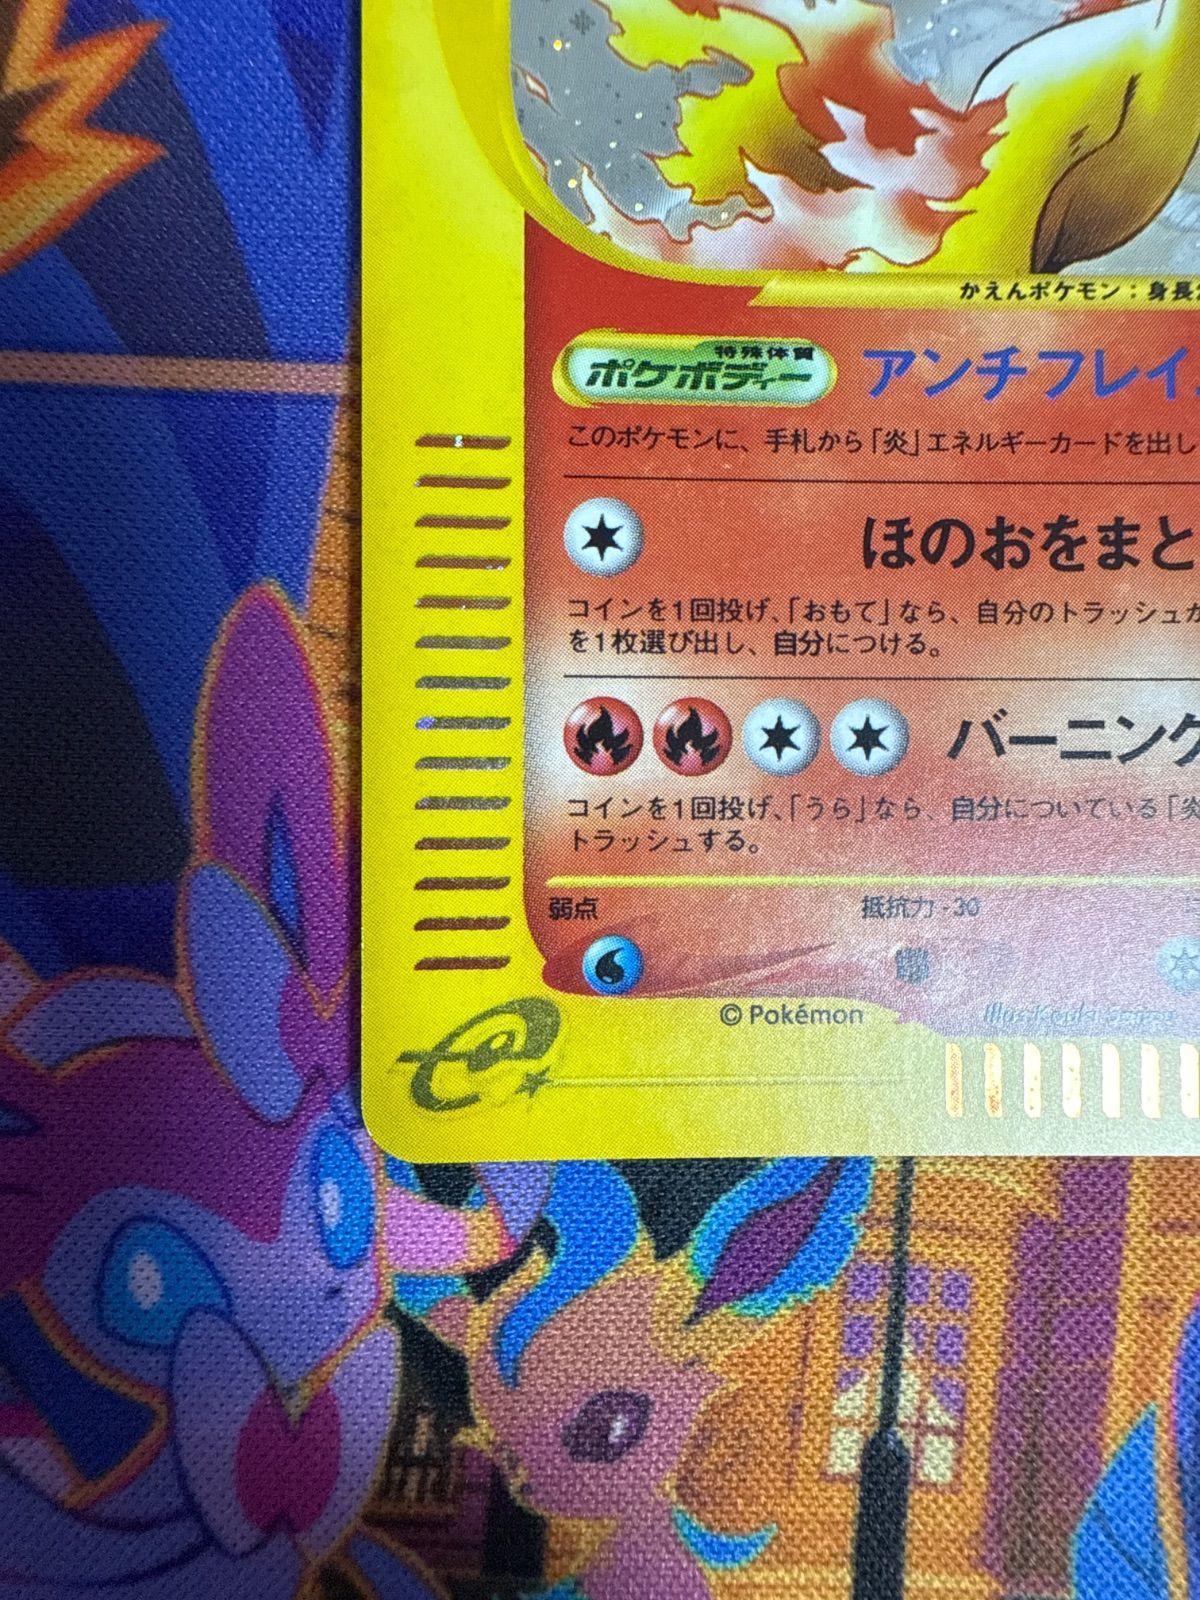 かえんポケモン：身長
特殊体質
ポケボディー アンチフレイ
このポケモンに、手札から「炎」エネルギーカードを出し
ほのおをまと
コインを1回投げ、「おもて」なら、自分のトラッシュか
を1枚選び出し、自分につける。
バーニング
コインを1回投げ、「うら」なら、自分についている「炎
トラッシュする。
弱点 抵抗力 -30
© Pokémon
e